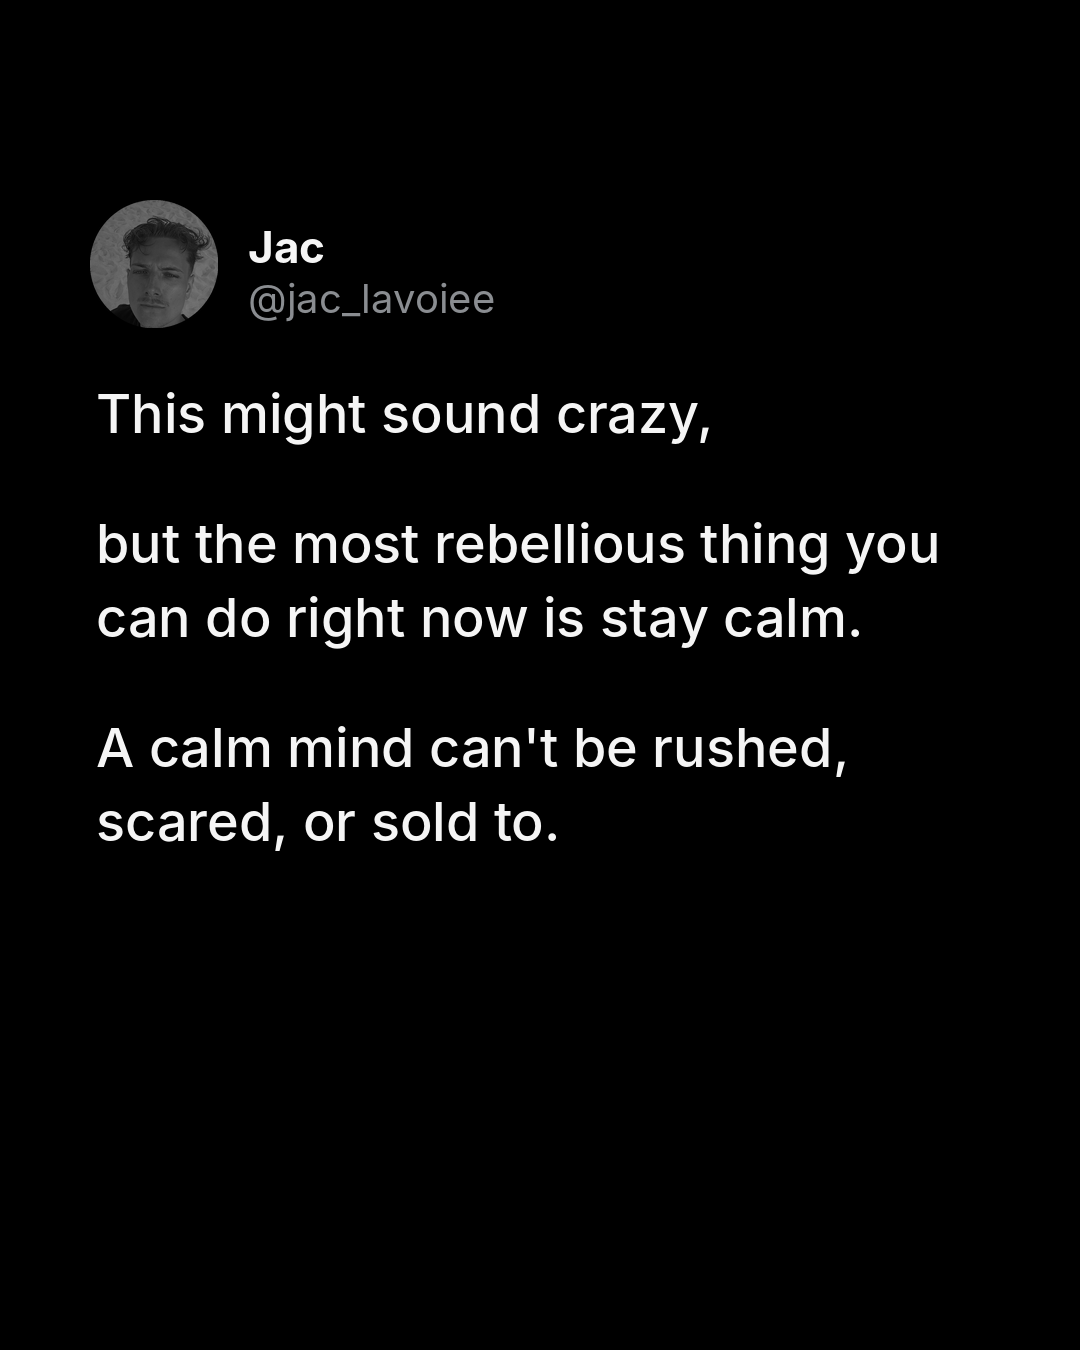 Jac
@jac_lavoiee
This might sound crazy,
but the most rebellious thing you
can do right now is stay calm.
A calm mind can't be rushed,
scared, or sold to.